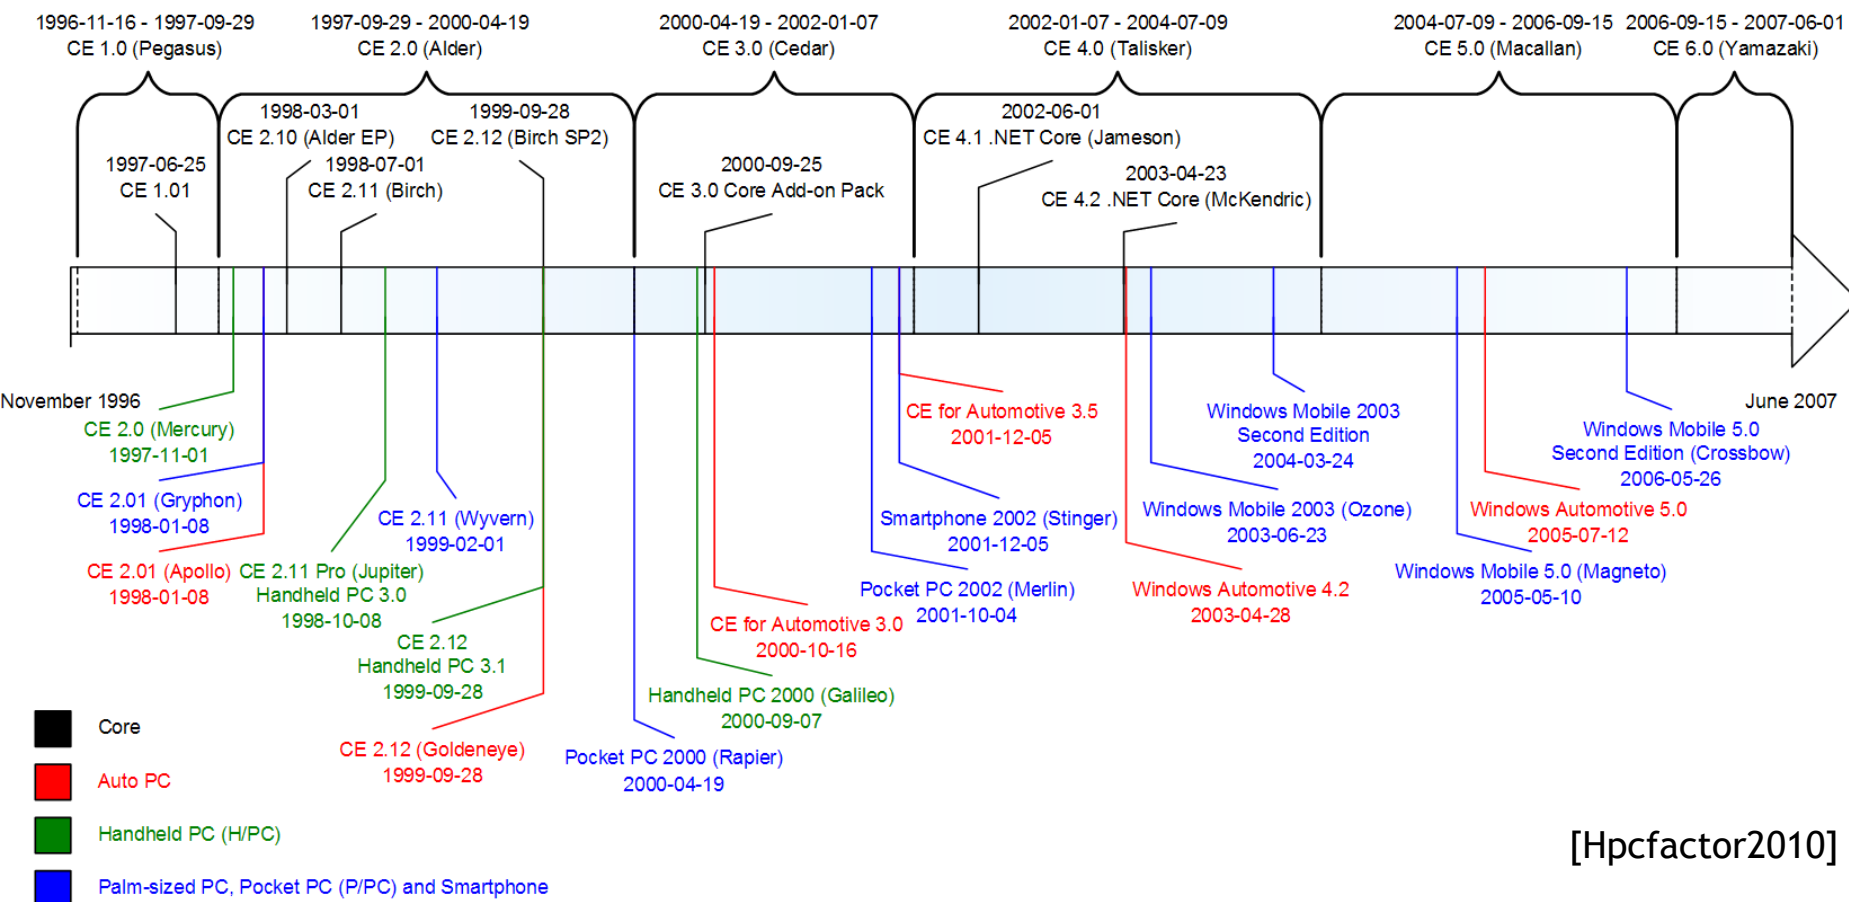 1996-11-16 - 1997-09-29
CE 1.0 (Pegasus)
1997-09-29 - 2000-04-19
CE 2.0 (Alder)
2000-04-19 - 2002-01-07
CE 3.0 (Cedar)
2002-01-07 - 2004-07-09
CE 4.0 (Talisker)
2004-07-09 - 2006-09-15
CE 5.0 (Macallan)
2006-09-15 - 2007-06-01
CE 6.0 (Yamazaki)
1997-06-25
CE 1.01
1998-03-01
CE 2.10 (Alder EP)
1998-07-01
CE 2.11 (Birch)
1999-09-28
CE 2.12 (Birch SP2)
2000-09-25
CE 3.0 Core Add-on Pack
2002-06-01
CE 4.1 .NET Core (Jameson)
2003-04-23
CE 4.2 .NET Core (McKendric)
November 1996
June 2007
CE 2.0 (Mercury)
1997-11-01
CE 2.01 (Gryphon)
1998-01-08
CE 2.01 (Apollo)
1998-01-08
CE 2.11 Pro (Jupiter)
Handheld PC 3.0
1998-10-08
CE 2.11 (Wyvern)
1999-02-01
CE 2.12
Handheld PC 3.1
1999-09-28
CE 2.12 (Goldeneye)
1999-09-28
Pocket PC 2000 (Rapier)
2000-04-19
Handheld PC 2000 (Galileo)
2000-09-07
CE for Automotive 3.0
2000-10-16
Pocket PC 2002 (Merlin)
2001-10-04
Smartphone 2002 (Stinger)
2001-12-05
CE for Automotive 3.5
2001-12-05
Windows Automotive 4.2
2003-04-28
Windows Mobile 2003 (Ozone)
2003-06-23
Windows Mobile 2003
Second Edition
2004-03-24
Windows Mobile 5.0 (Magneto)
2005-05-10
Windows Automotive 5.0
2005-07-12
Windows Mobile 5.0
Second Edition (Crossbow)
2006-05-26
Core
Auto PC
Handheld PC (H/PC)
Palm-sized PC, Pocket PC (P/PC) and Smartphone
[Hpcfactor2010]